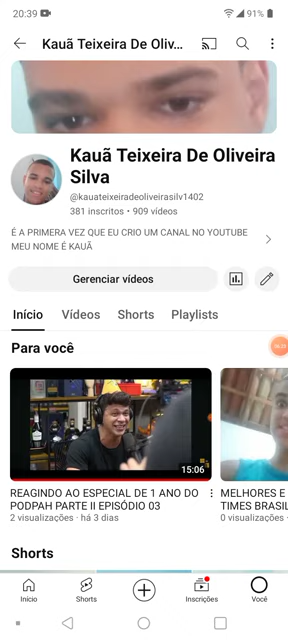 20:39
91%
Kauã Teixeira De Oliv...
Kauã Teixeira De Oliveira
Silva
@kauateixeiradeoliveirasilv1402
381 inscritos • 909 vídeos
É A PRIMERA VEZ QUE EU CRIO UM CANAL NO YOUTUBE
MEU NOME É KAUÃ
Gerenciar vídeos
Início Vídeos Shorts Playlists
Para você
15:06
REAGINDO AO ESPECIAL DE 1 ANO DO
PODPAH PARTE II EPISÓDIO 03
2 visualizações · há 3 dias
MELHORES E
TIMES BRASIL
0 visualizações ·
Shorts
Início Shorts Inscrições Você